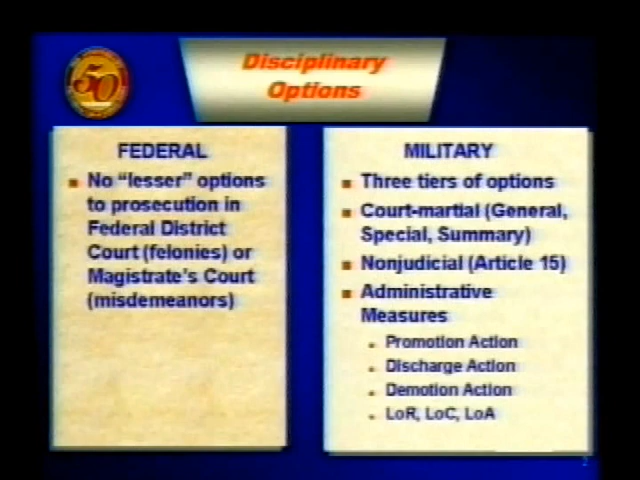 Disciplinary
Options
50
FEDERAL
No “lesser” options
to prosecution in
Federal District
Court (felonies) or
Magistrate's Court
(misdemeanors)
MILITARY
Three tiers of options
Court-martial (General,
Special, Summary)
Nonjudicial (Article 15)
Administrative
Measures
Promotion Action
Discharge Action
Demotion Action
LoR, LoC, LoA
2